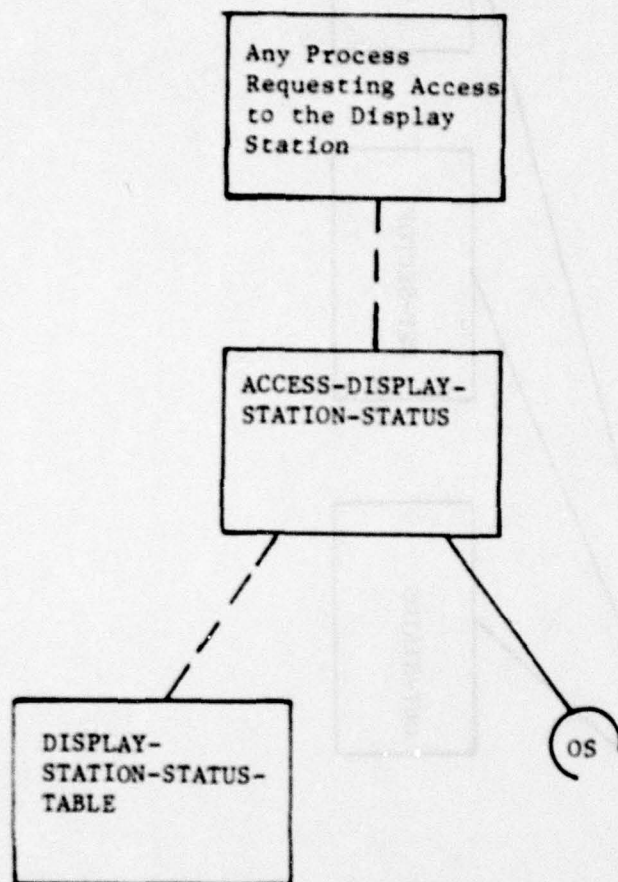 Any Process
Requesting Access
to the Display
Station
ACCESS-DISPLAY-
STATION-STATUS
DISPLAY-
STATION-STATUS-
TABLE
OS